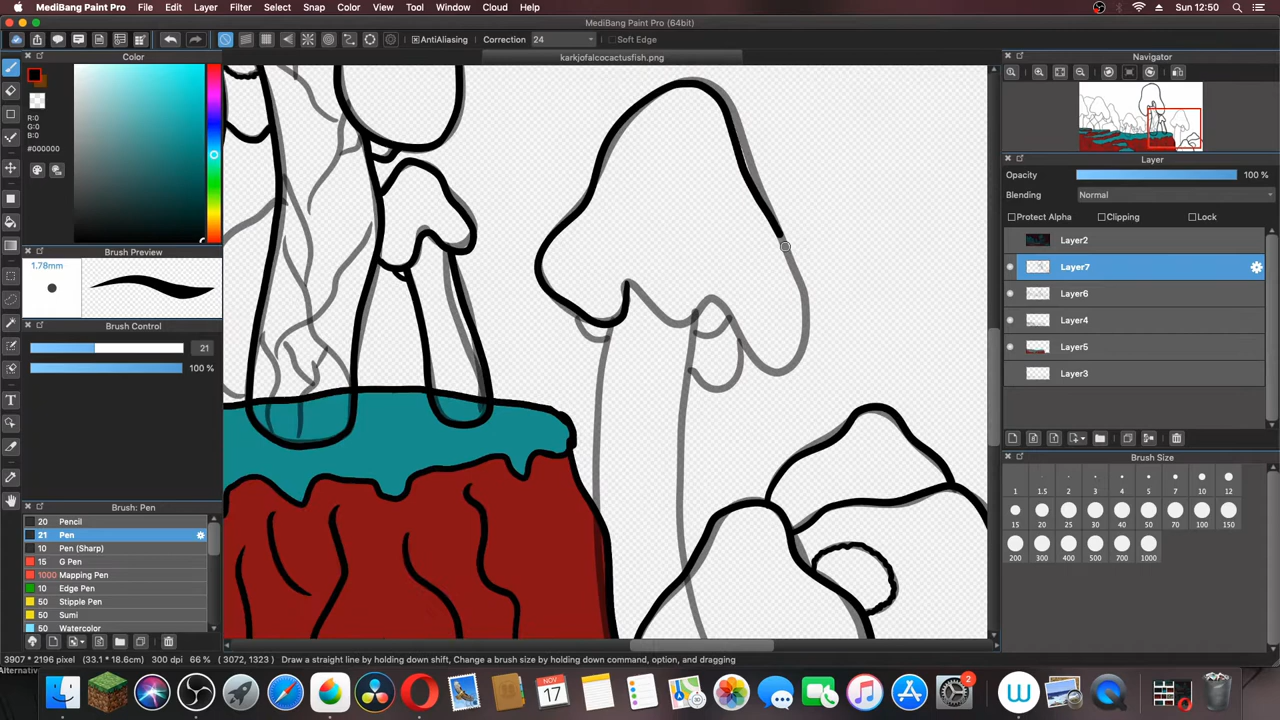 MediBang Paint Pro File Edit Layer Filter Select Snap Color View Tool Window Cloud Help Sun 12:50
MediBang Paint Pro (64bit)
AntiAliasing Correction 24 Soft Edge
karkjofalcocactusfish.png
Color
R:0
G:0
B:0
#000000
Brush Preview
1.78mm
Brush Control
21
100 %
Brush: Pen
20 Pencil
21 Pen
10 Pen (Sharp)
15 G Pen
1000 Mapping Pen
10 Edge Pen
50 Stipple Pen
50 Sumi
50 Watercolor
Navigator
Layer
Opacity 100 %
Blending Normal
Protect Alpha Clipping Lock
Layer2
Layer7
Layer6
Layer4
Layer5
Layer3
Brush Size
1 1.5 2 3 4 5 7 10 12
15 20 25 30 40 50 70 100 150
200 300 400 500 700 1000
3907 * 2196 pixel (33.1 * 18.6cm) 300 dpi 66 % ( 3072, 1323 ) Draw a straight line by holding down shift, Change a brush size by holding down command, option, and dragging
Alternativ
NOV
17
2